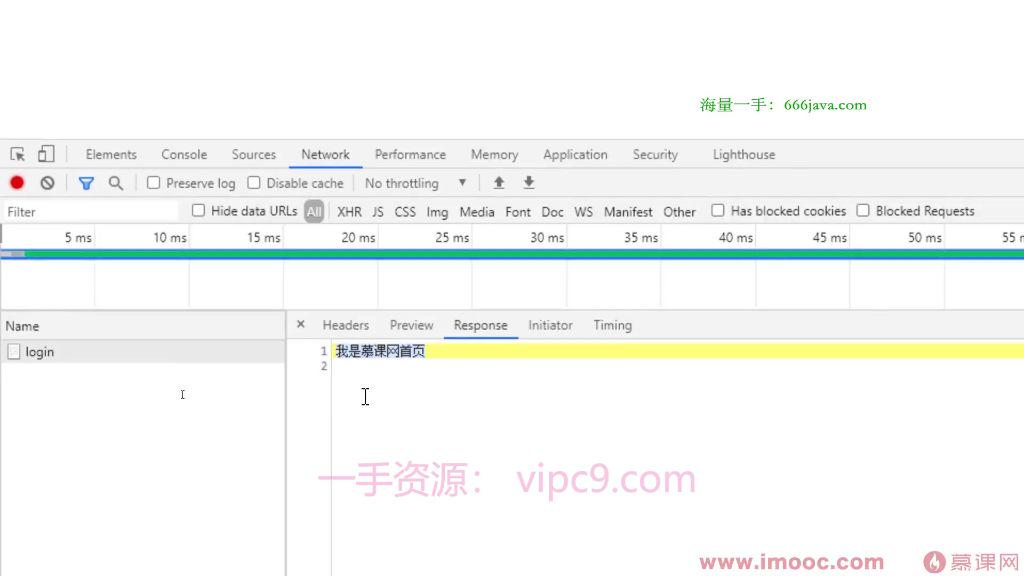 海量一手：666java.com
Elements Console Sources Network Performance Memory Application Security Lighthouse
Preserve log Disable cache No throttling ▼
Filter Hide data URLs All XHR JS CSS Img Media Font Doc WS Manifest Other Has blocked cookies Blocked Requests
5 ms 10 ms 15 ms 20 ms 25 ms 30 ms 35 ms 40 ms 45 ms 50 ms 55 m
Name × Headers Preview Response Initiator Timing
login 1 我是慕课网首页
2
一手资源： vipc9.com
www.imooc.com 慕课网